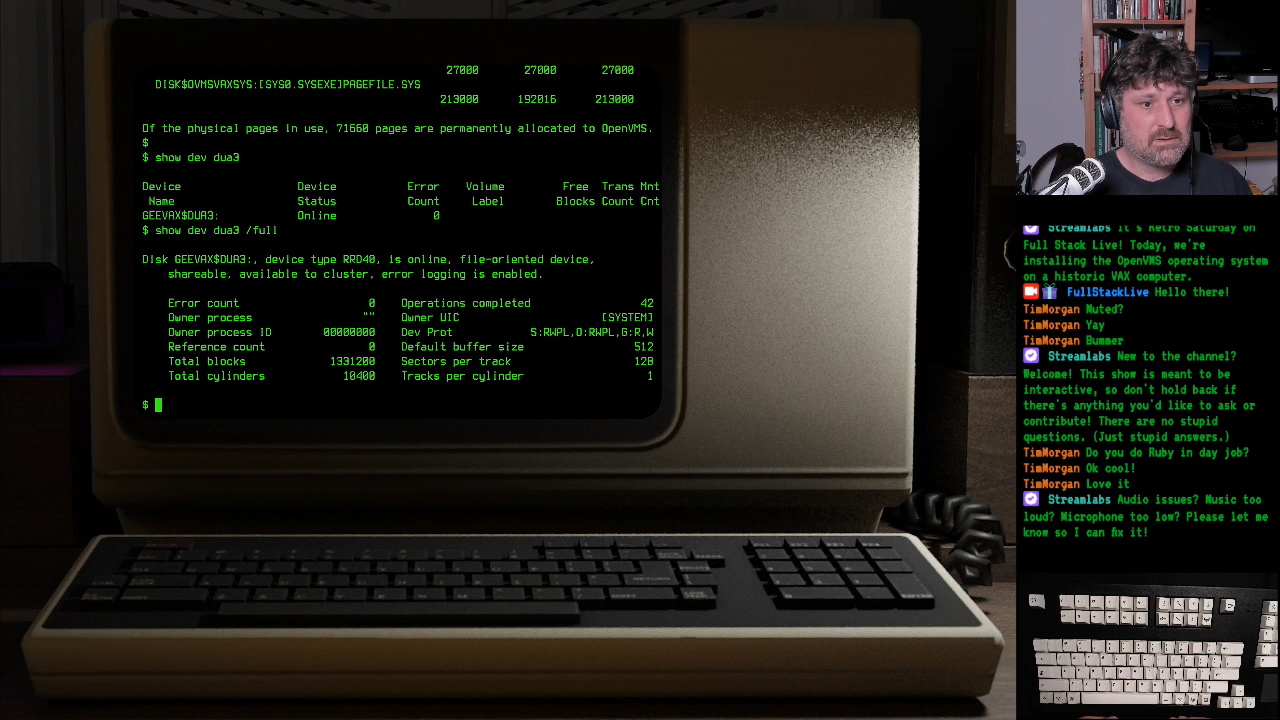 27000 27000 27000
DISK$OVMSVAXSYS:[SYS0.SYSEXE]PAGEFILE.SYS
213000 192016 213000
Of the physical pages in use, 71660 pages are permanently allocated to OpenVMS.
$
$ show dev dua3
Device Device Error Volume Free Trans Mnt
Name Status Count Label Blocks Count Cnt
GEEVAX$DUA3: Online 0
$ show dev dua3 /full
Disk GEEVAX$DUA3:, device type RRD40, is online, file-oriented device,
shareable, available to cluster, error logging is enabled.
Error count 0 Operations completed 42
Owner process "" Owner UIC [SYSTEM]
Owner process ID 00000000 Dev Prot S:RWPL,O:RWPL,G:R,W
Reference count 0 Default buffer size 512
Total blocks 1331200 Sectors per track 128
Total cylinders 10400 Tracks per cylinder 1
$
Streamlabs It's Retro Saturday on
Full Stack Live! Today, we're
installing the OpenVMS operating system
on a historic VAX computer.
FullStackLive Hello there!
TimMorgan Muted?
TimMorgan Yay
TimMorgan Bummer
Streamlabs New to the channel?
Welcome! This show is meant to be
interactive, so don't hold back if
there's anything you'd like to ask or
contribute! There are no stupid
questions. (Just stupid answers.)
TimMorgan Do you do Ruby in day job?
TimMorgan Ok cool!
TimMorgan Love it
Streamlabs Audio issues? Music too
loud? Microphone too low? Please let me
know so I can fix it!